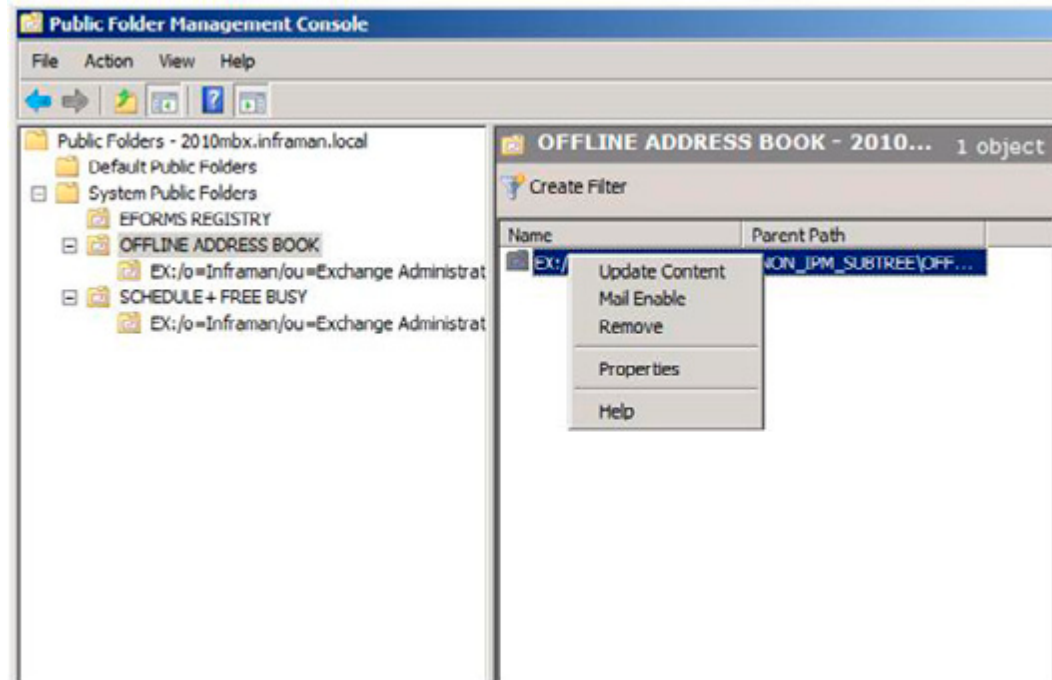 Public Folder Management Console
File Action View Help
Public Folders - 2010mbx.inframan.local
Default Public Folders
System Public Folders
EFORMS REGISTRY
OFFLINE ADDRESS BOOK
EX:/o=Inframan/ou=Exchange Administrat
SCHEDULE+ FREE BUSY
EX:/o=Inframan/ou=Exchange Administrat
OFFLINE ADDRESS BOOK - 2010... 1 object
Create Filter
Name Parent Path
EX:/ NON_IPM_SUBTREE\OFF...
Update Content
Mail Enable
Remove
Properties
Help